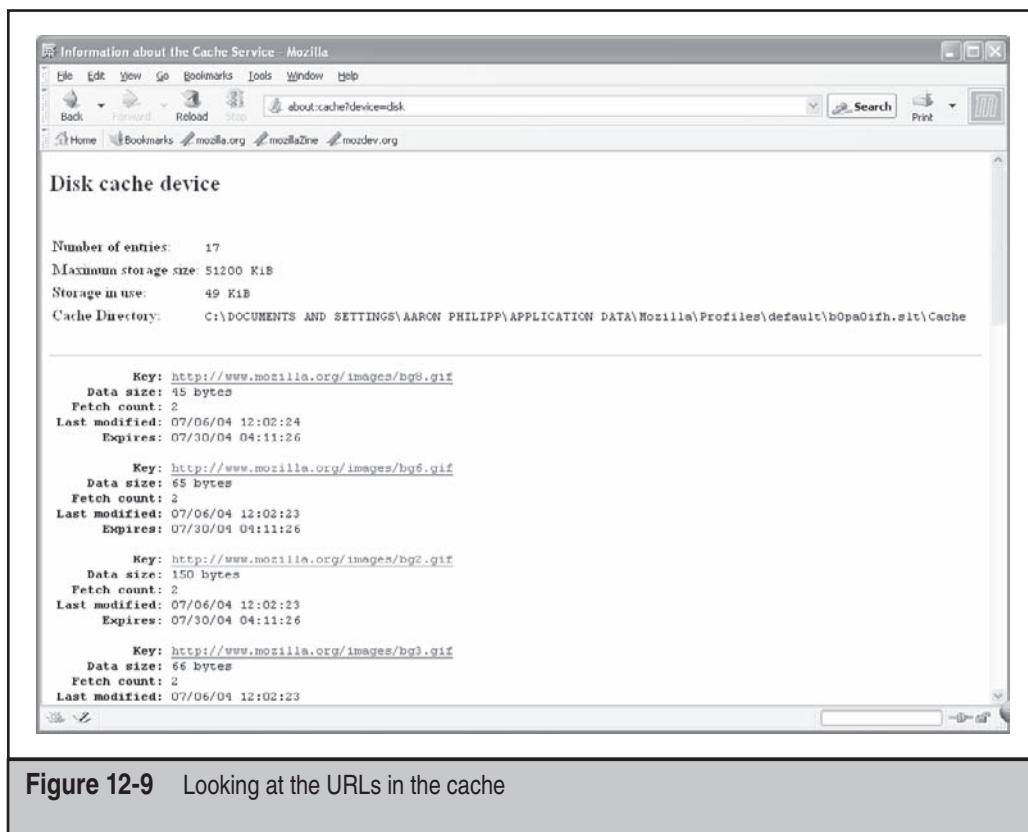 Information about the Cache Service - Mozilla
File Edit View Go Bookmarks Tools Window Help
Back Forward Reload Stop about:cache?device=disk Search Print
Home Bookmarks mozilla.org mozillaZine mozdev.org
Disk cache device
Number of entries: 17
Maximum storage size: 51200 KiB
Storage in use: 49 KiB
Cache Directory: C:\DOCUMENTS AND SETTINGS\AARON PHILIPP\APPLICATION DATA\Mozilla\Profiles\default\b0pa0ifh.slt\Cache
Key: http://www.mozilla.org/images/bg8.gif
Data size: 45 bytes
Fetch count: 2
Last modified: 07/06/04 12:02:24
Expires: 07/30/04 04:11:26
Key: http://www.mozilla.org/images/bg6.gif
Data size: 65 bytes
Fetch count: 2
Last modified: 07/06/04 12:02:23
Expires: 07/30/04 04:11:26
Key: http://www.mozilla.org/images/bg2.gif
Data size: 150 bytes
Fetch count: 2
Last modified: 07/06/04 12:02:23
Expires: 07/30/04 04:11:26
Key: http://www.mozilla.org/images/bg3.gif
Data size: 66 bytes
Fetch count: 2
Last modified: 07/06/04 12:02:23
Figure 12-9 Looking at the URLs in the cache